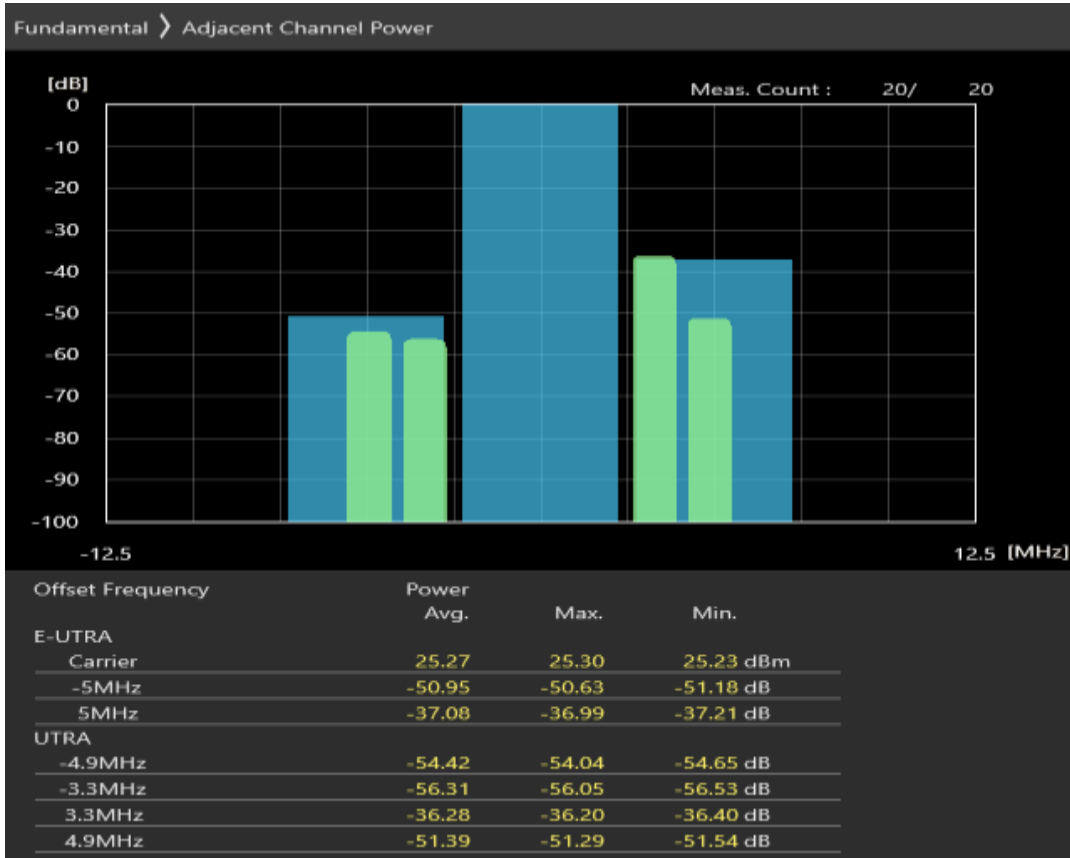 Fundamental 〉 Adjacent Channel Power
[dB]
Meas. Count : 20/ 20
0
-10
-20
-30
-40
-50
-60
-70
-80
-90
-100
-12.5 12.5 [MHz]
Offset Frequency Power
Avg. Max. Min.
E-UTRA
Carrier 25.27 25.30 25.23 dBm
-5MHz -50.95 -50.63 -51.18 dB
5MHz -37.08 -36.99 -37.21 dB
UTRA
-4.9MHz -54.42 -54.04 -54.65 dB
-3.3MHz -56.31 -56.05 -56.53 dB
3.3MHz -36.28 -36.20 -36.40 dB
4.9MHz -51.39 -51.29 -51.54 dB